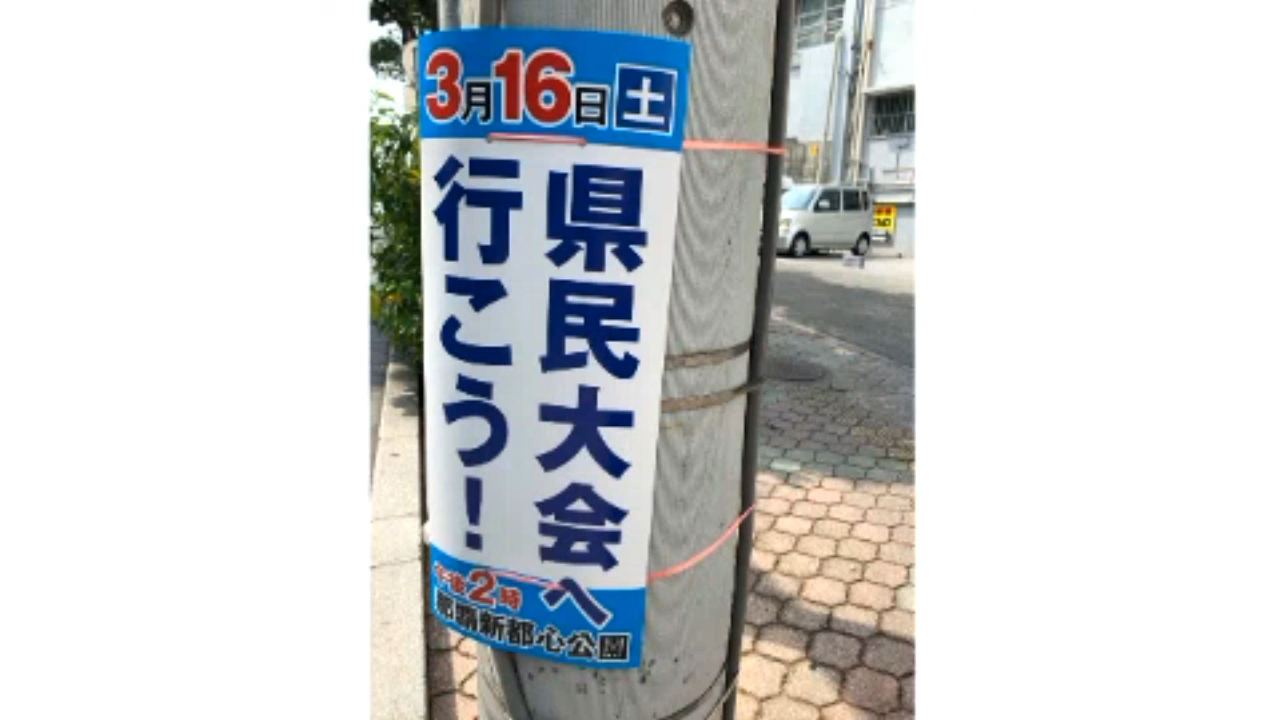 3月16日土
県民大会へ
行こう!
午後2時
那覇新都心公園